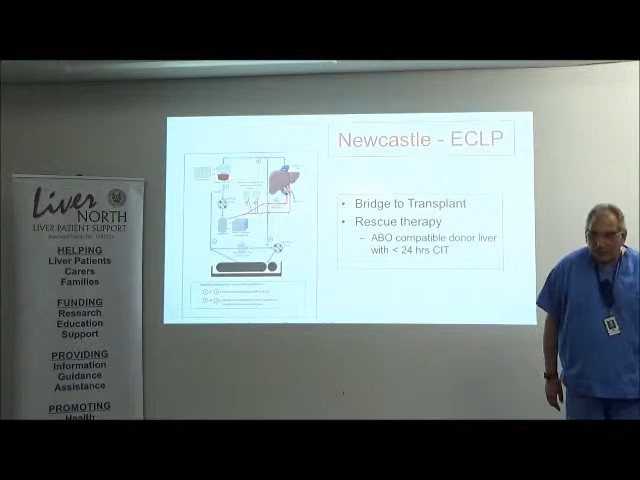 Newcastle - ECLP
• Bridge to Transplant
• Rescue therapy
– ABO compatible donor liver
with < 24 hrs CIT
Liver
NORTH
LIVER PATIENT SUPPORT
HELPING
Liver Patients
Carers
Families
FUNDING
Research
Education
Support
PROVIDING
Information
Guidance
Assistance
PROMOTING
Health